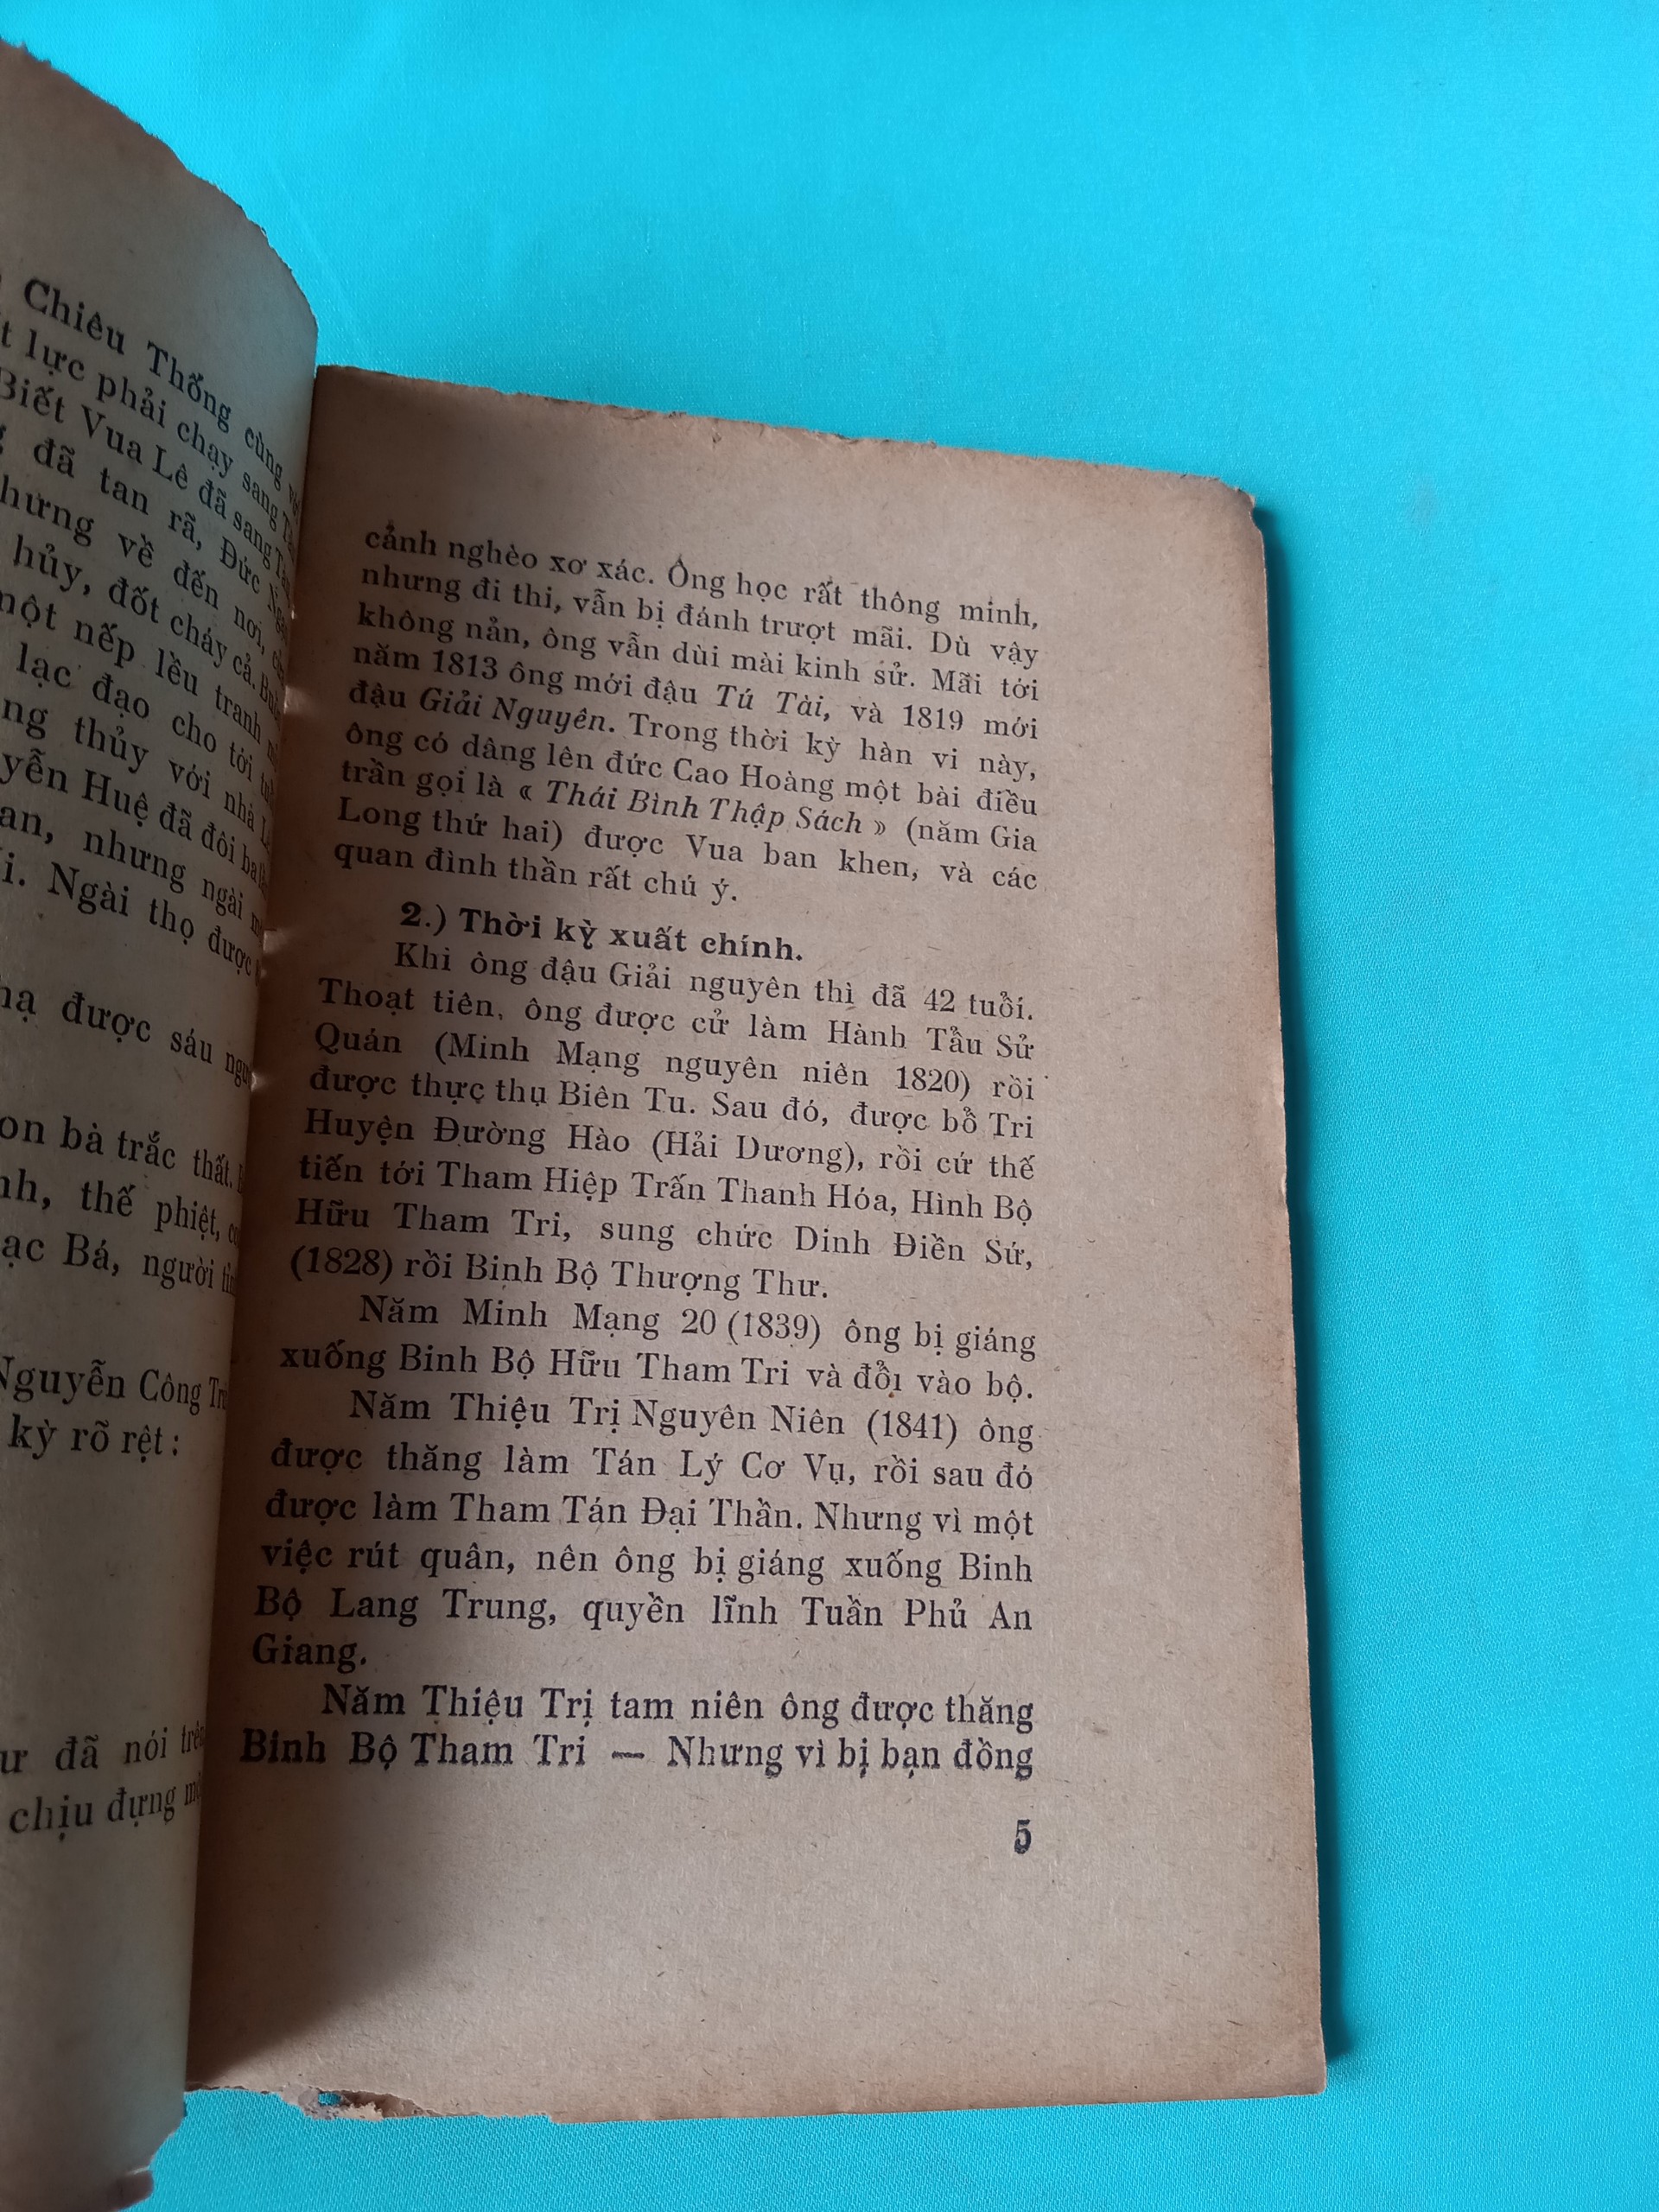 Chiêu Thống cùng
lực phải chạy sang
Biết Vua Lê đã sang
đã tan rã, Đức
về đến nơi,
hủy, đốt cháy cả.
nếp lều tranh
lạc đạo cho tới
thủy với nhà
Huệ đã đôi ba
nhưng ngài
Ngài thọ được
được sáu
bà trắc thất.
thế phiệt,
Bá, người
Nguyễn Công
kỳ rõ rệt :
đã nói
chịu đựng
cảnh nghèo xơ xác. Ông học rất thông minh,
nhưng đi thi, vẫn bị đánh trượt mãi. Dù vậy
không nản, ông vẫn dùi mài kinh sử. Mãi tới
năm 1813 ông mới đậu Tú Tài, và 1819 mới
đậu Giải Nguyên. Trong thời kỳ hàn vi này,
ông có dâng lên đức Cao Hoàng một bài điều
trần gọi là « Thái Bình Thập Sách » (năm Gia
Long thứ hai) được Vua ban khen, và các
quan đình thần rất chú ý.
2.) Thời kỳ xuất chính.
Khi ông đậu Giải nguyên thì đã 42 tuổi.
Thoạt tiên, ông được cử làm Hành Tẩu Sử
Quán (Minh Mạng nguyên niên 1820) rồi
được thực thụ Biên Tu. Sau đó, được bổ Tri
Huyện Đường Hào (Hải Dương), rồi cứ thế
tiến tới Tham Hiệp Trấn Thanh Hóa, Hình Bộ
Hữu Tham Tri, sung chức Dinh Điền Sứ,
(1828) rồi Binh Bộ Thượng Thư.
Năm Minh Mạng 20 (1839) ông bị giáng
xuống Binh Bộ Hữu Tham Tri và đổi vào bộ.
Năm Thiệu Trị Nguyên Niên (1841) ông
được thăng làm Tán Lý Cơ Vụ, rồi sau đó
được làm Tham Tán Đại Thần. Nhưng vì một
việc rút quân, nên ông bị giáng xuống Binh
Bộ Lang Trung, quyền lĩnh Tuần Phủ An
Giang.
Năm Thiệu Trị tam niên ông được thăng
Binh Bộ Tham Tri — Nhưng vì bị bạn đồng
5